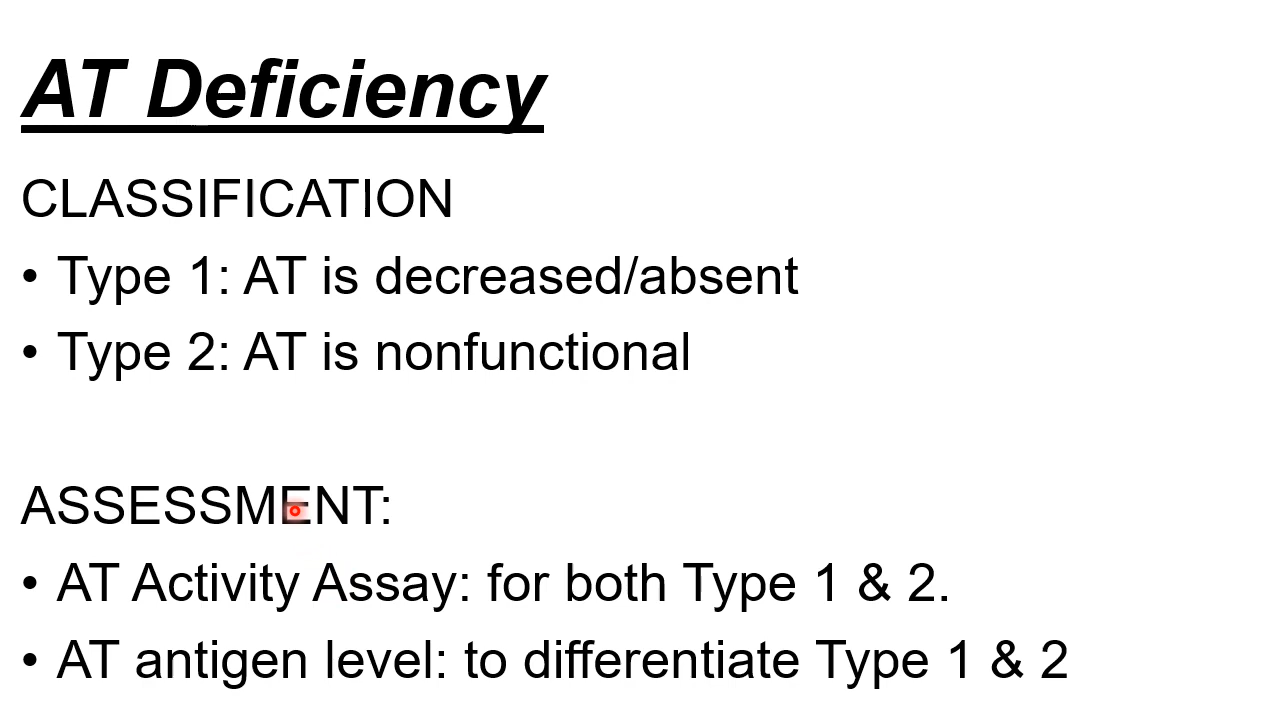 AT Deficiency
CLASSIFICATION
• Type 1: AT is decreased/absent
• Type 2: AT is nonfunctional
ASSESSMENT:
• AT Activity Assay: for both Type 1 & 2.
• AT antigen level: to differentiate Type 1 & 2